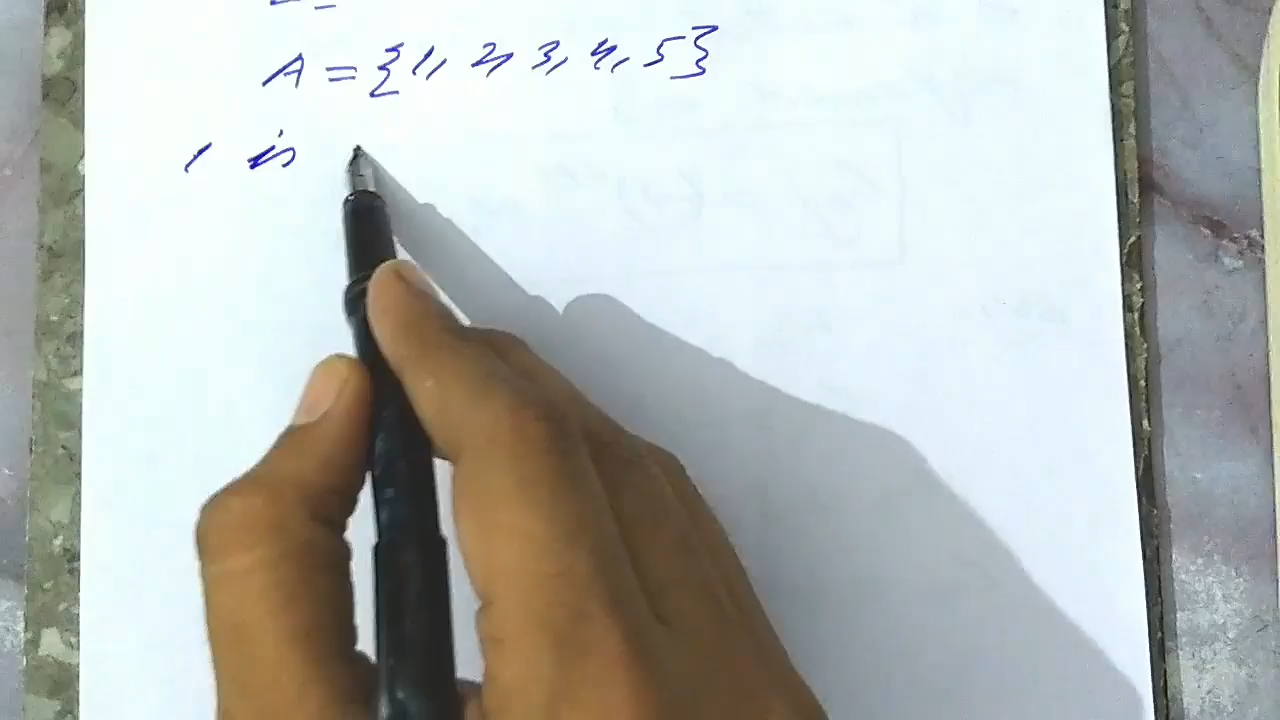 A = {1, 2, 3, 4, 5}
1 is